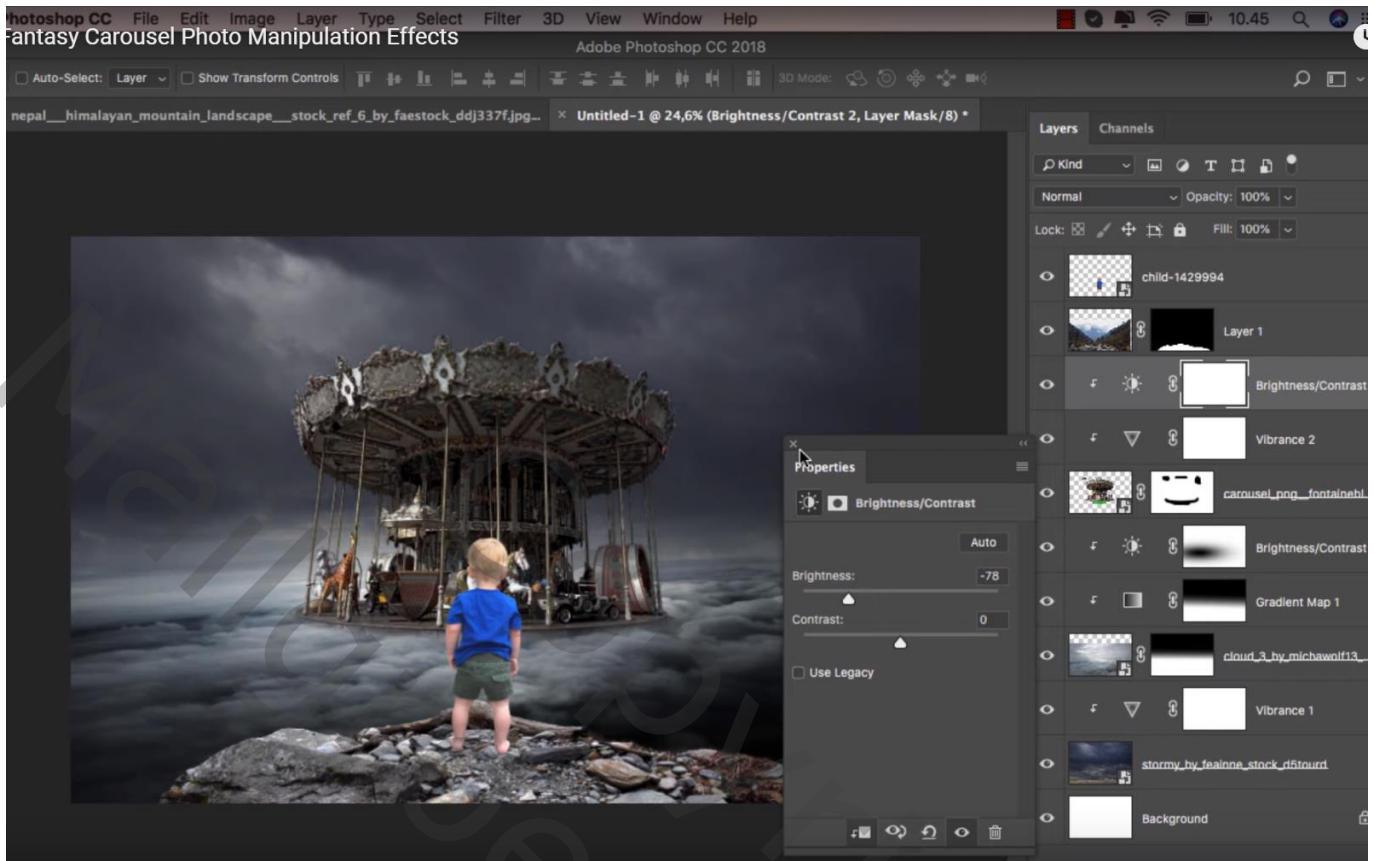 Photoshop CC File Edit Image Layer Type Select Filter 3D View Window Help 10.45
Fantasy Carousel Photo Manipulation Effects
Adobe Photoshop CC 2018
Auto-Select: Layer Show Transform Controls 3D Mode:
nepal__himalayan_mountain_landscape__stock_ref_6_by_faestock_ddj337f.jpg... × Untitled-1 @ 24,6% (Brightness/Contrast 2, Layer Mask/8) *
Layers Channels
Kind
Normal Opacity: 100%
Lock: Fill: 100%
child-1429994
Layer 1
Brightness/Contrast
Vibrance 2
carousel_png__fontainebl...
Brightness/Contrast
Gradient Map 1
cloud_3_by_michawolf13_...
Vibrance 1
stormy_by_feainne_stock_d5tourd
Background
Properties
Brightness/Contrast
Auto
Brightness: -78
Contrast: 0
Use Legacy